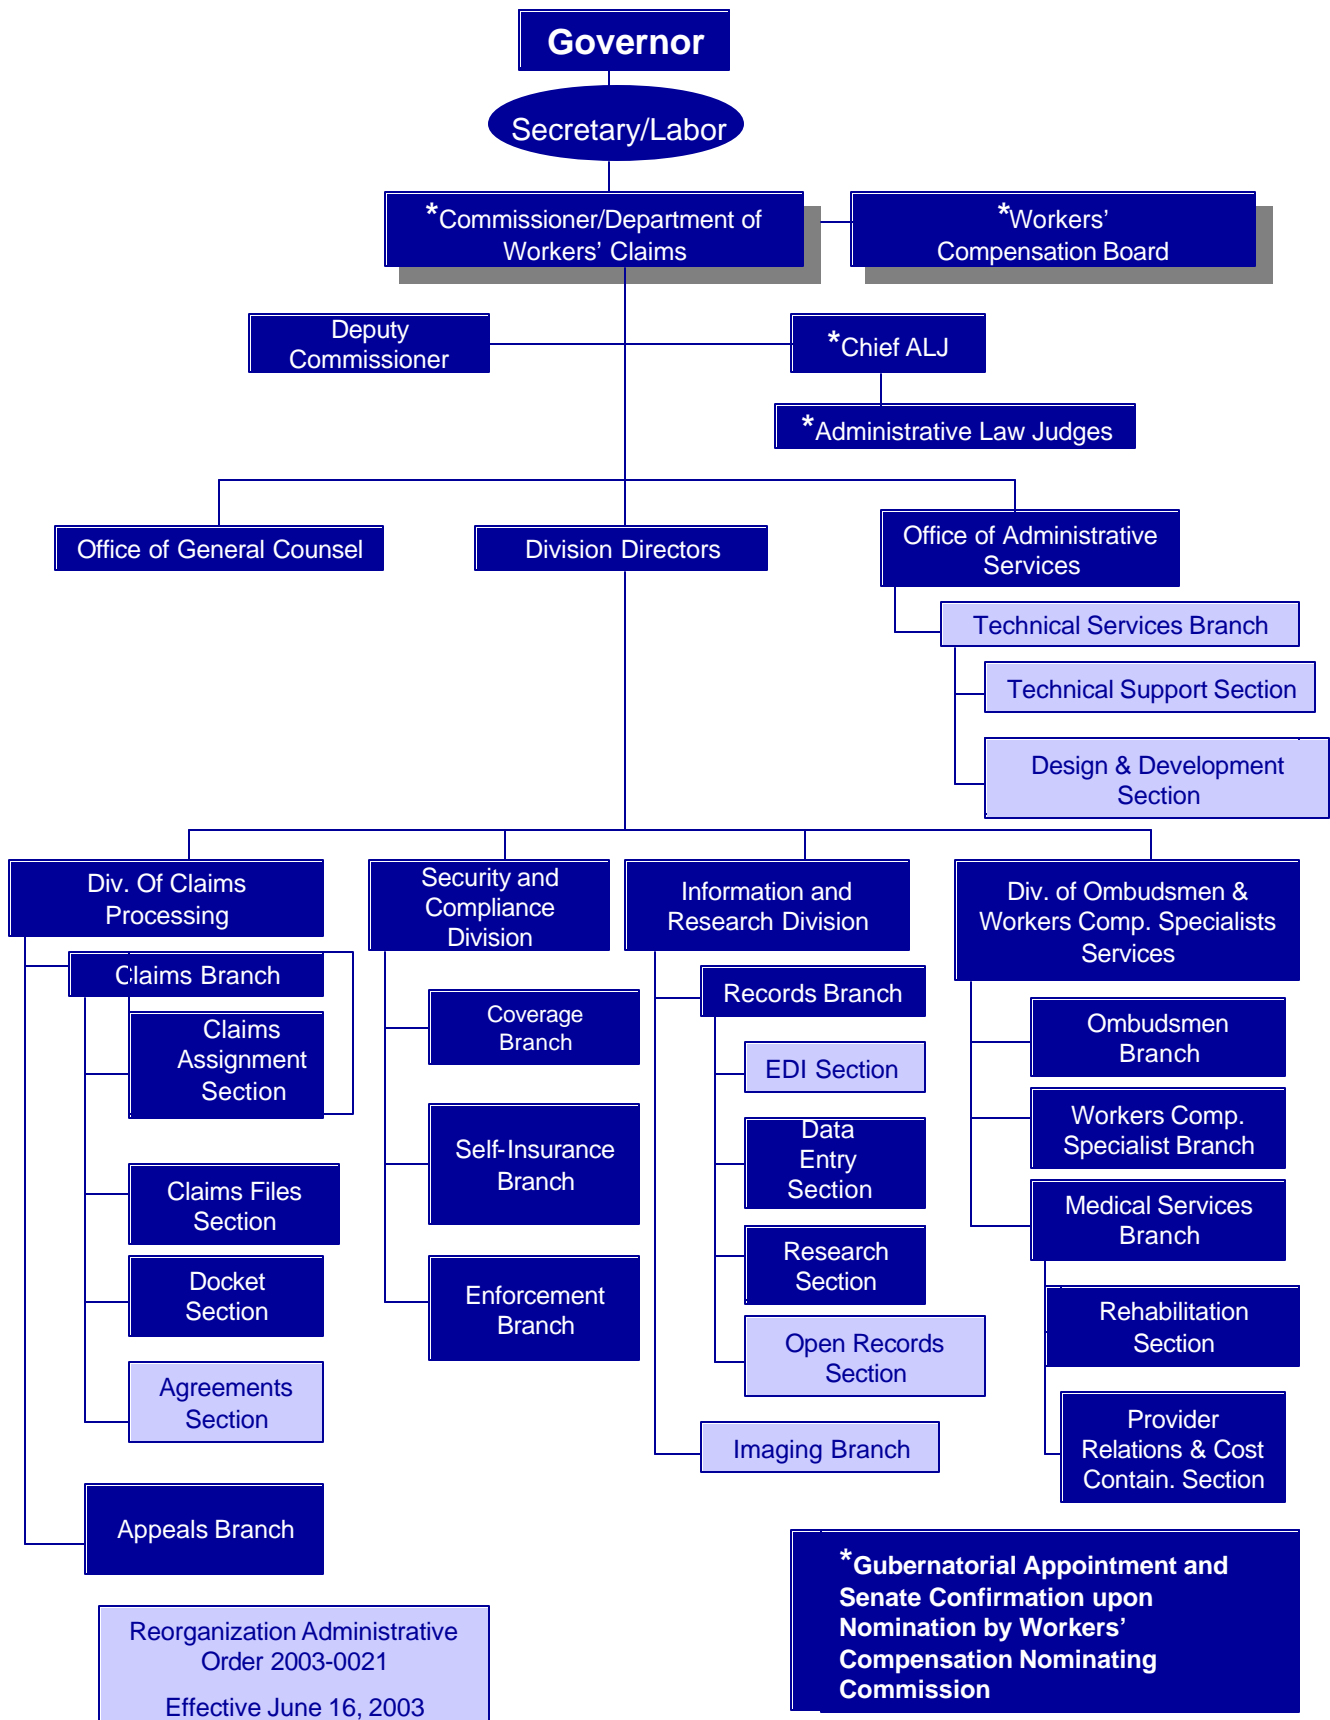 Governor
Secretary/Labor
*Commissioner/Department of
Workers’ Claims
*Workers’
Compensation Board
Deputy
Commissioner
*Chief ALJ
*Administrative Law Judges
Office of General Counsel
Division Directors
Office of Administrative
Services
Technical Services Branch
Technical Support Section
Design & Development
Section
Div. Of Claims
Processing
Claims Branch
Claims
Assignment
Section
Claims Files
Section
Docket
Section
Agreements
Section
Appeals Branch
Security and
Compliance
Division
Coverage
Branch
Self-Insurance
Branch
Enforcement
Branch
Information and
Research Division
Records Branch
EDI Section
Data
Entry
Section
Research
Section
Open Records
Section
Imaging Branch
Div. of Ombudsmen &
Workers Comp. Specialists
Services
Ombudsmen
Branch
Workers Comp.
Specialist Branch
Medical Services
Branch
Rehabilitation
Section
Provider
Relations & Cost
Contain. Section
Reorganization Administrative
Order 2003-0021
Effective June 16, 2003
*Gubernatorial Appointment and
Senate Confirmation upon
Nomination by Workers’
Compensation Nominating
Commission